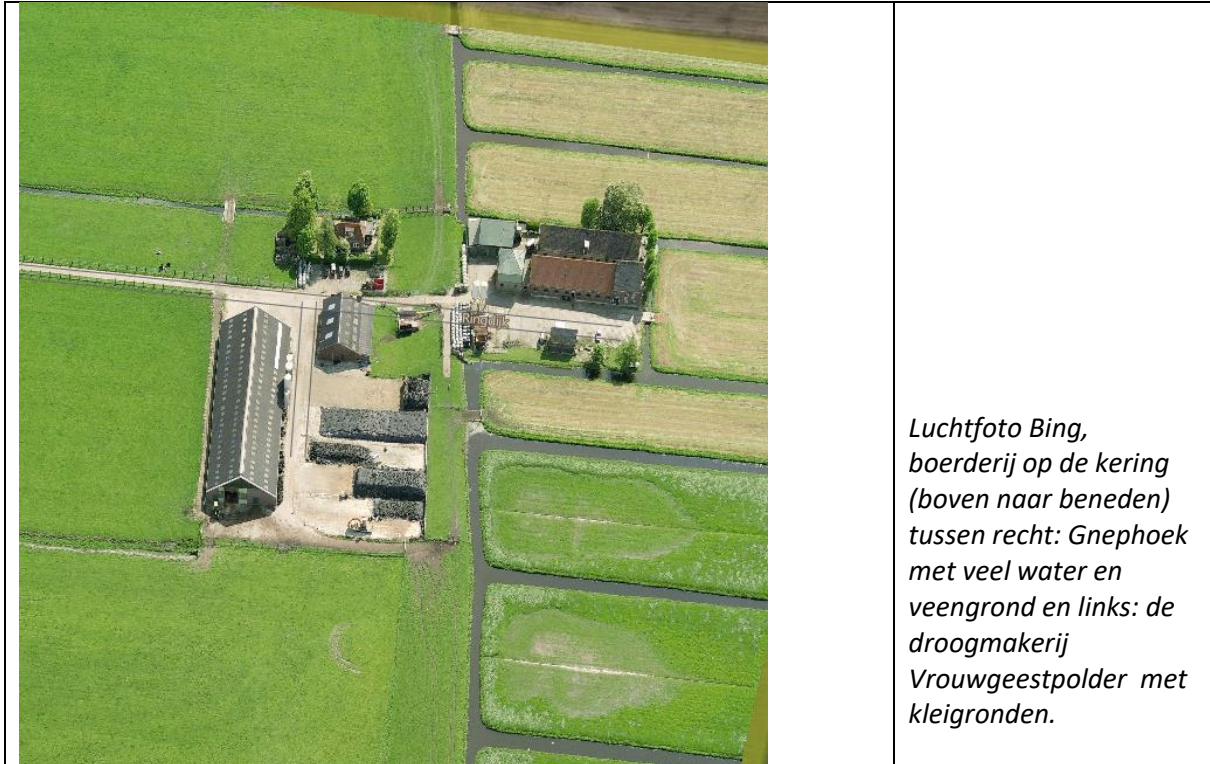 Ringdijk
Luchtfoto Bing,
boerderij op de kering
(boven naar beneden)
tussen recht: Gnephoek
met veel water en
veengrond en links: de
droogmakerij
Vrouwgeestpolder met
kleigronden.